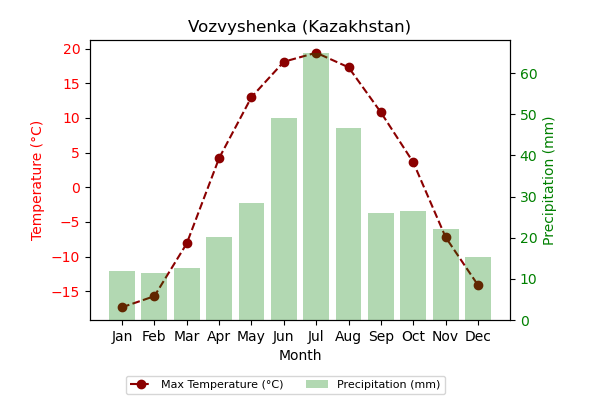 Vozvyshenka (Kazakhstan)
Temperature (°C)
20
15
10
5
0
−5
−10
−15
60
50
40
30
20
10
0
Precipitation (mm)
Jan Feb Mar Apr May Jun Jul Aug Sep Oct Nov Dec
Month
Max Temperature (°C) Precipitation (mm)